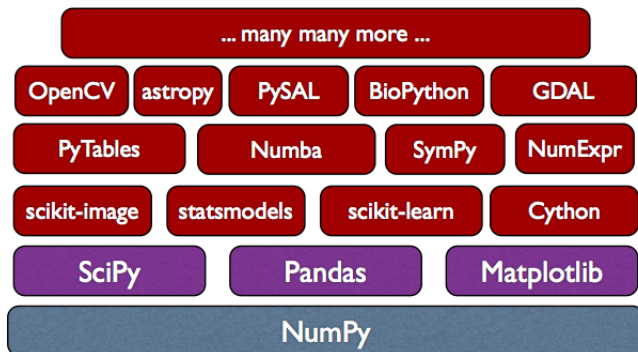 ... many many more ...
OpenCV astropy PySAL BioPython GDAL
PyTables Numba SymPy NumExpr
scikit-image statsmodels scikit-learn Cython
SciPy Pandas Matplotlib
NumPy